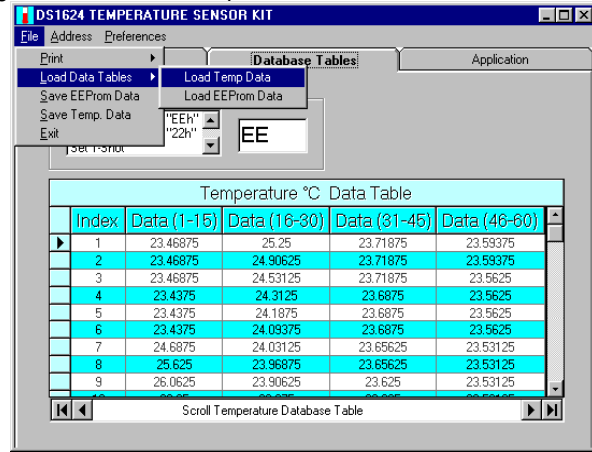 DS1624 TEMPERATURE SENSOR KIT
File Address Preferences
Print
Database Tables
Application
Load Data Tables
Load Temp Data
Save EEProm Data
Load EEProm Data
Save Temp. Data
"EEh"
Exit
"22h"
EE
Set 1-Shot
Temperature °C Data Table
Index Data (1-15) Data (16-30) Data (31-45) Data (46-60)
1 23.46875 25.25 23.71875 23.59375
2 23.46875 24.90625 23.71875 23.59375
3 23.46875 24.53125 23.71875 23.5625
4 23.4375 24.3125 23.6875 23.5625
5 23.4375 24.1875 23.6875 23.5625
6 23.4375 24.09375 23.6875 23.5625
7 24.6875 24.03125 23.65625 23.53125
8 25.625 23.96875 23.65625 23.53125
9 26.0625 23.90625 23.625 23.53125
Scroll Temperature Database Table